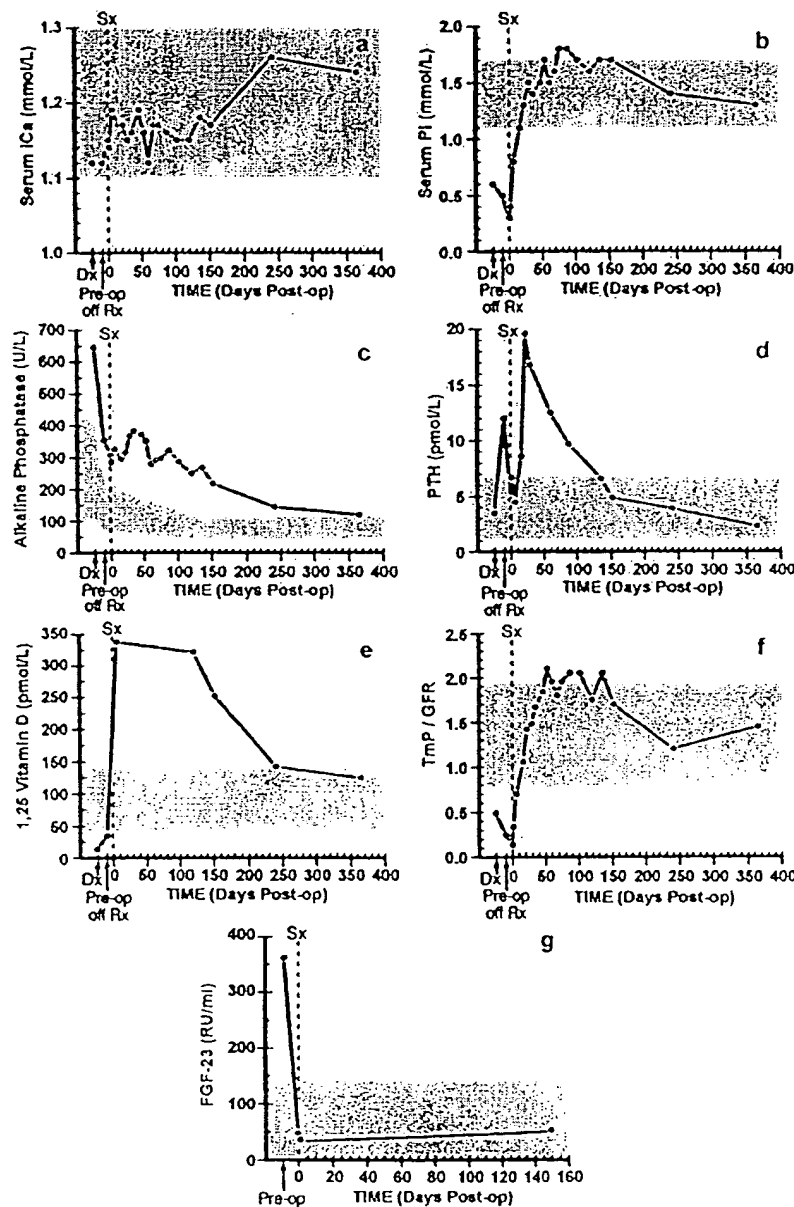 Sx
a
Serum ICa (mmol/L)
1.3
1.2
1.1
1.0
0 50 100 150 200 250 300 350 400
Dx
Pre-op
off Rx
TIME (Days Post-op)
Sx
b
Serum Pi (mmol/L)
2.0
1.5
1.0
0.5
0.0
0 50 100 150 200 250 300 350 400
Dx
Pre-op
off Rx
TIME (Days Post-op)
Sx
c
Alkaline Phosphatase (U/L)
700
600
500
400
300
200
100
0
0 50 100 150 200 250 300 350 400
Dx
Pre-op
off Rx
TIME (Days Post-op)
Sx
d
PTH (pmol/L)
20
15
10
5
0
0 50 100 150 200 250 300 350 400
Dx
Pre-op
off Rx
TIME (Days Post-op)
Sx
e
1,25 Vitamin D (pmol/L)
350
300
250
200
150
100
50
0
0 50 100 150 200 250 300 350 400
Dx
Pre-op
off Rx
TIME (Days Post-op)
Sx
f
TmP / GFR
2.5
2.0
1.5
1.0
0.5
0.0
0 50 100 150 200 250 300 350 400
Dx
Pre-op
off Rx
TIME (Days Post-op)
Sx
g
FGF-23 (RU/ml)
400
300
200
100
50
0
0 20 40 60 80 100 120 140 160
Pre-op
TIME (Days Post-op)